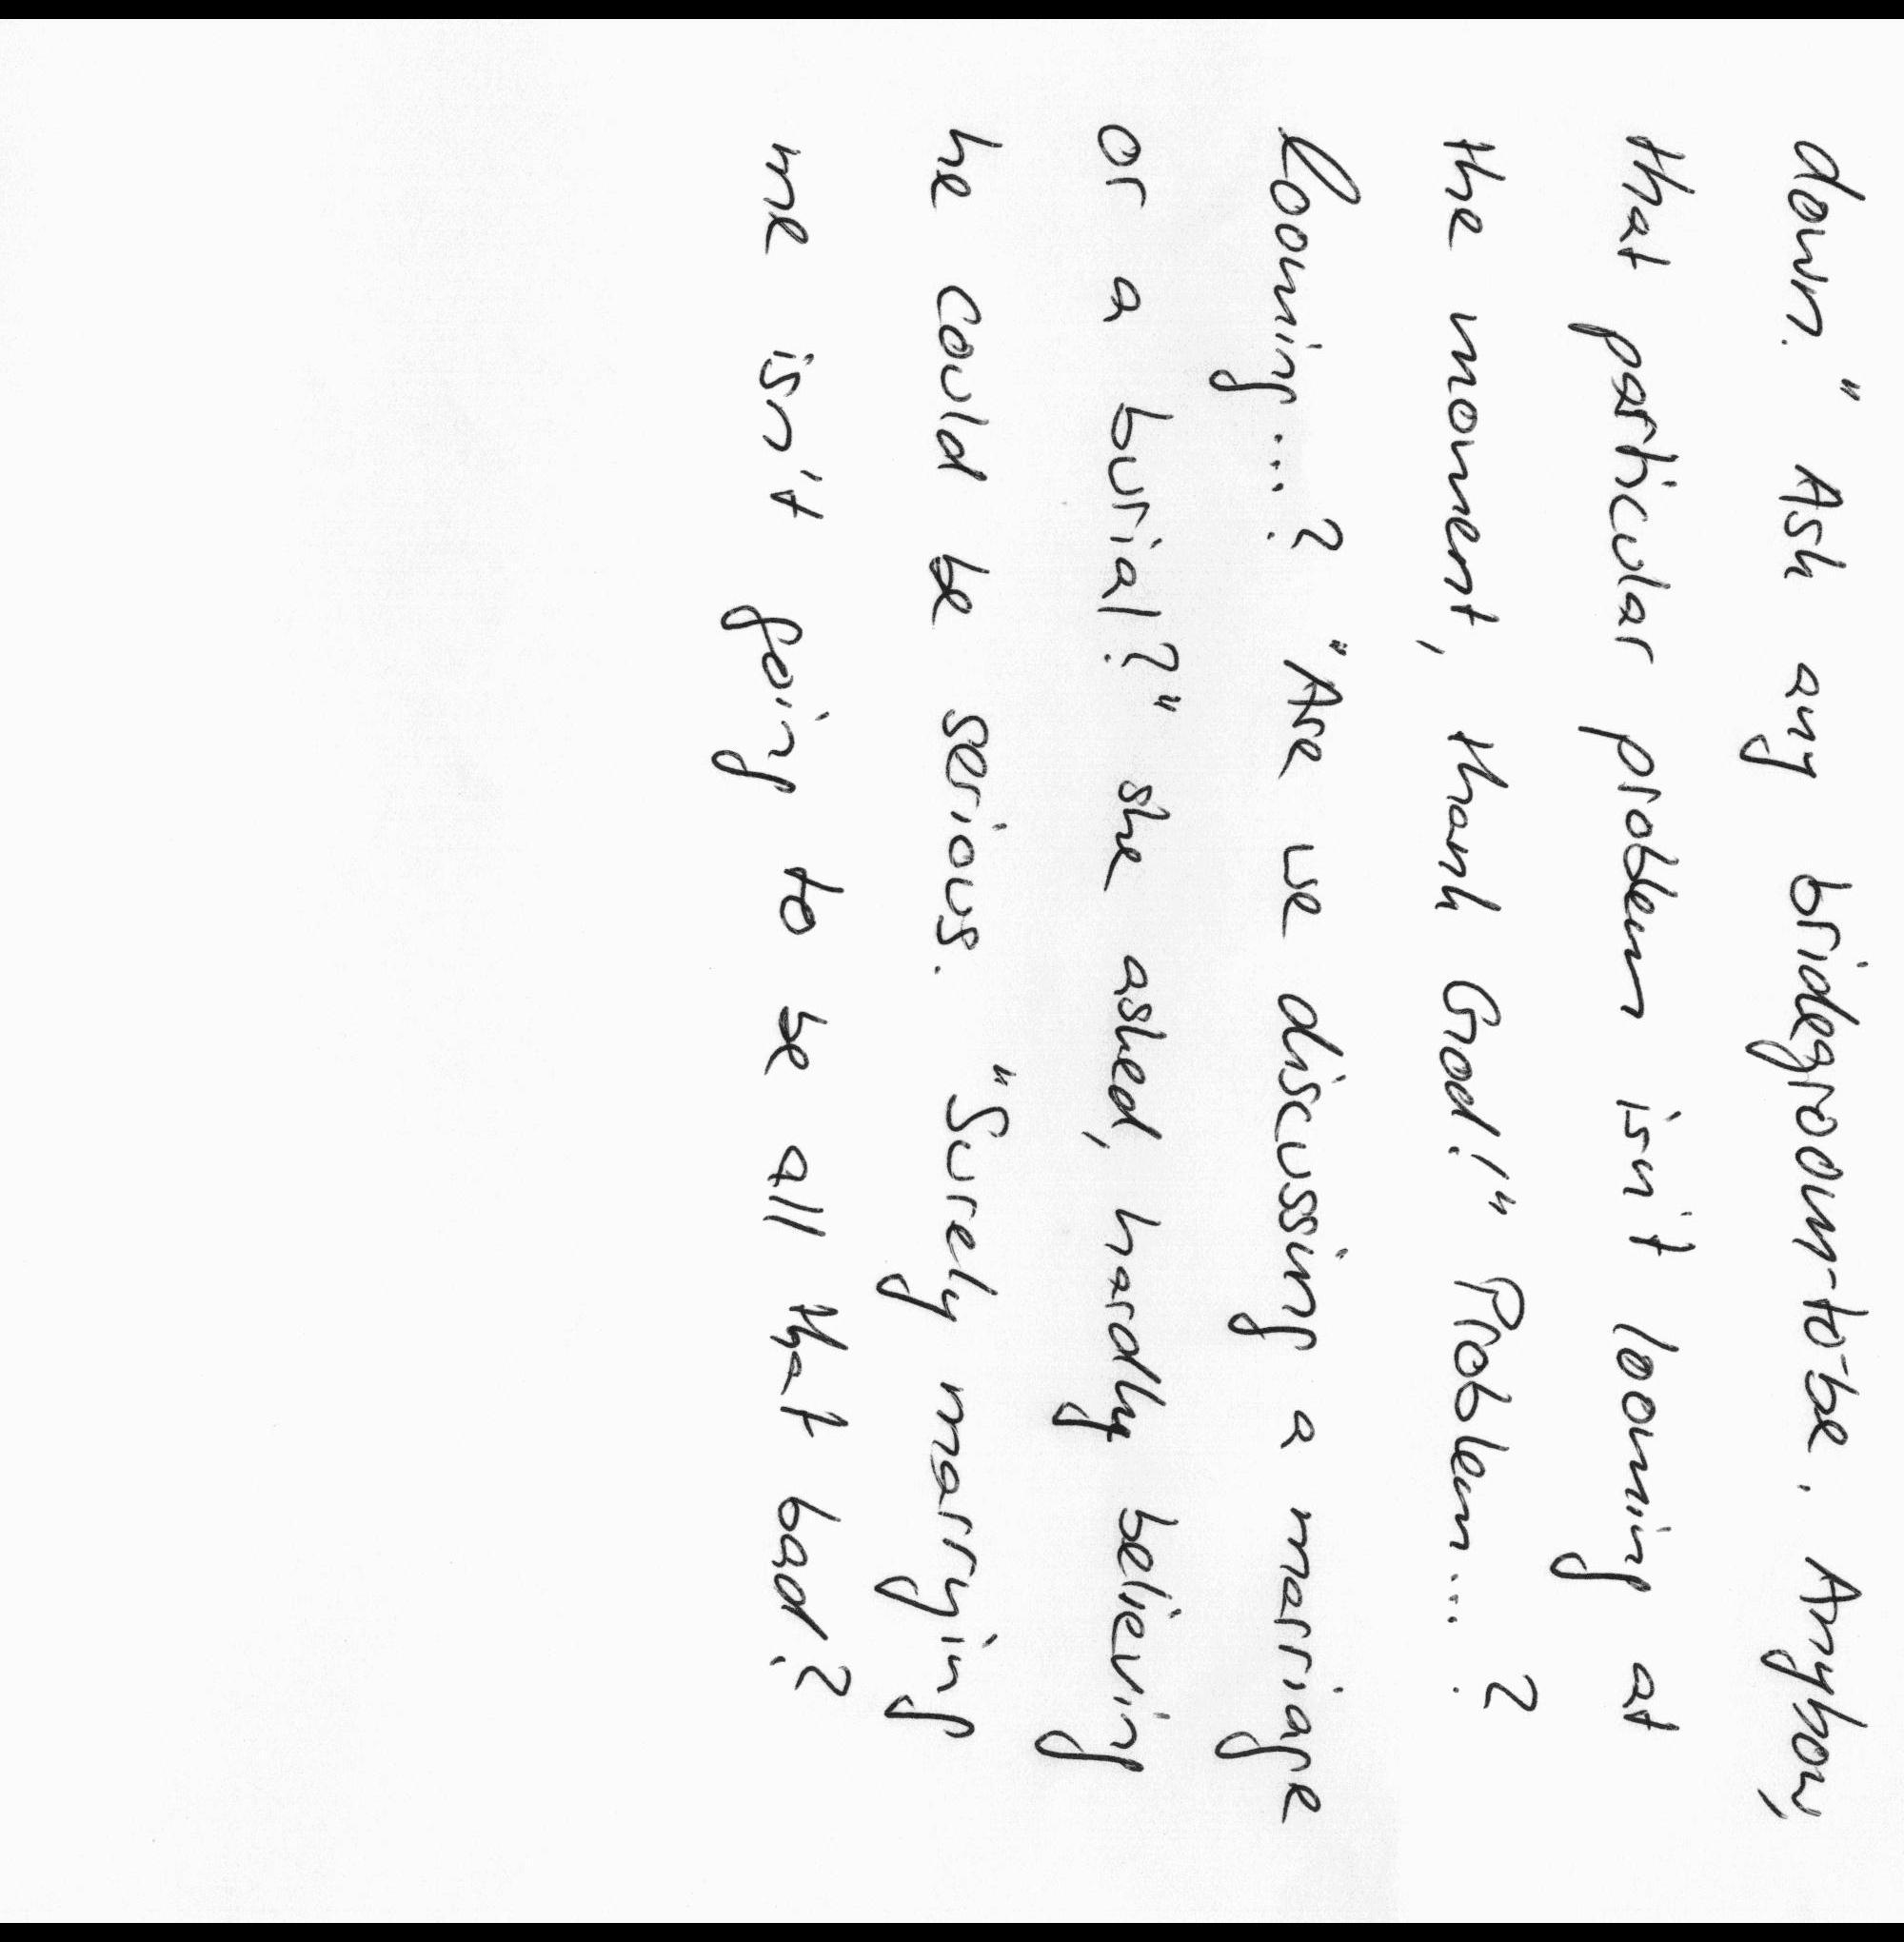 down. "Ask any bridegroom-to-be. Anyhow,
that particular problem isn't looming at
the moment, thank God!" Problem...?
Looming...? "Are we discussing a marriage
or a burial?" she asked, hardly believing
he could be serious. "Surely marrying
me isn't going to be all that bad?